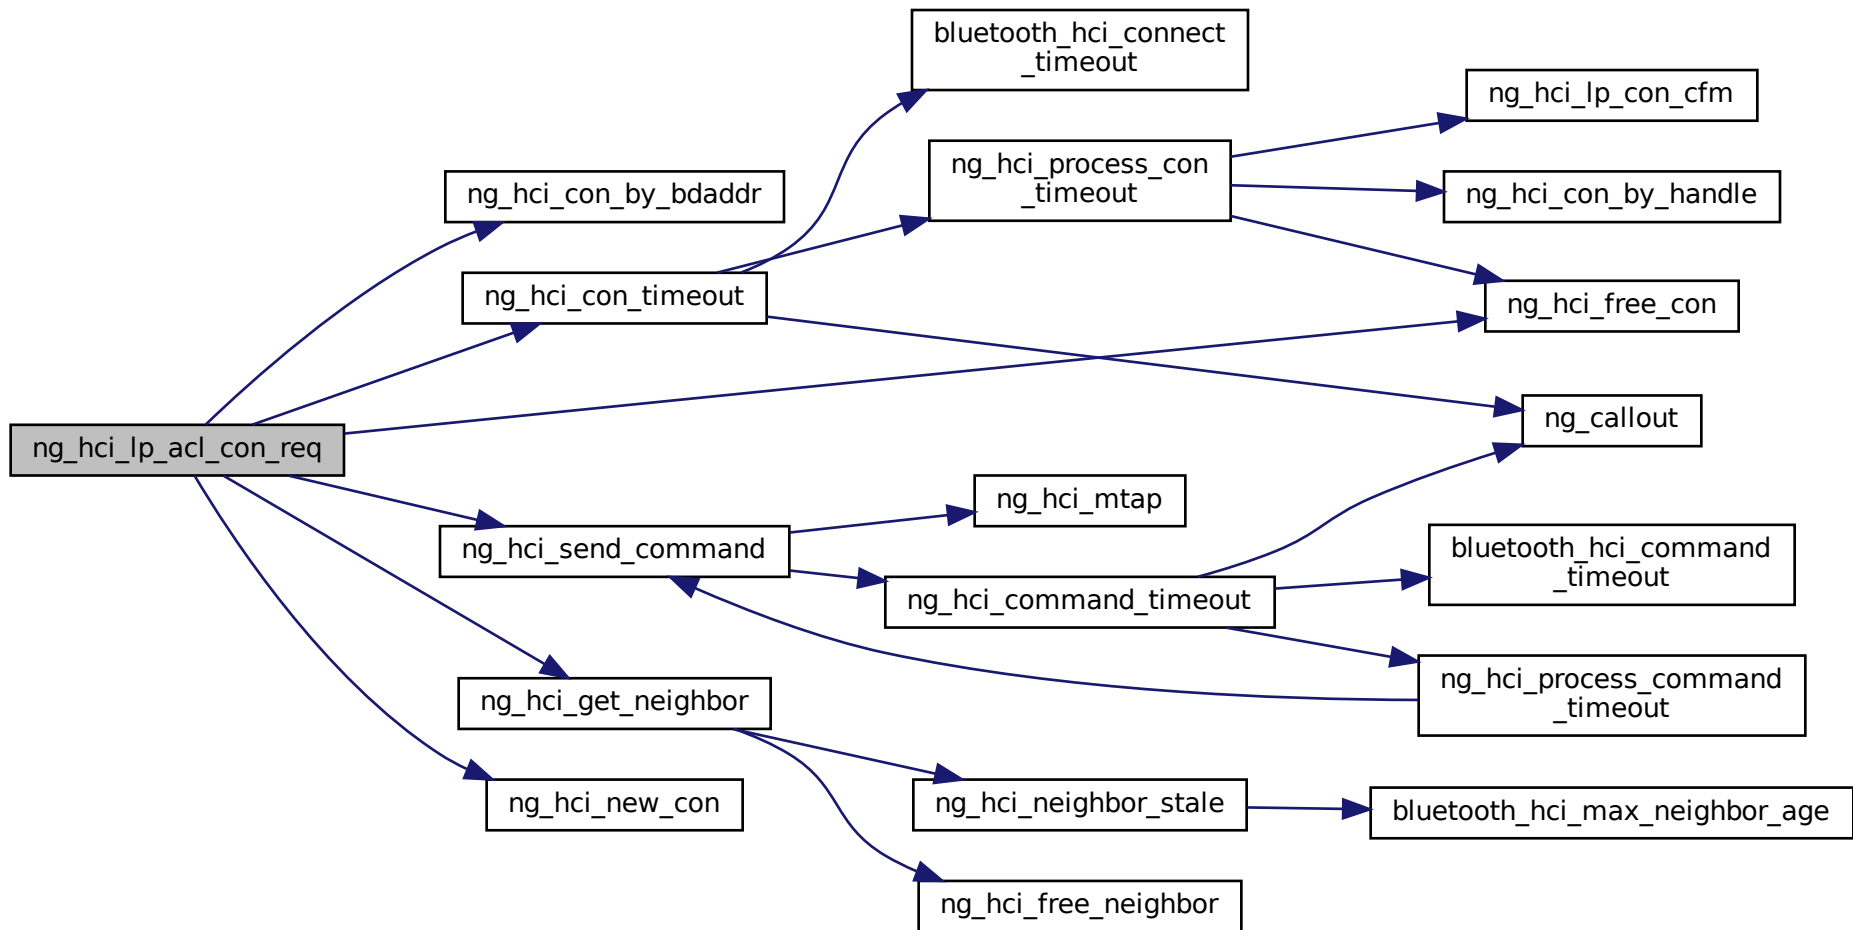 bluetooth_hci_connect
_timeout
ng_hci_lp_con_cfm
ng_hci_process_con
_timeout
ng_hci_con_by_bdaddr
ng_hci_con_by_handle
ng_hci_con_timeout
ng_hci_free_con
ng_callout
ng_hci_lp_acl_con_req
ng_hci_mtap
ng_hci_send_command
bluetooth_hci_command
_timeout
ng_hci_command_timeout
ng_hci_process_command
_timeout
ng_hci_get_neighbor
ng_hci_new_con
ng_hci_neighbor_stale
bluetooth_hci_max_neighbor_age
ng_hci_free_neighbor